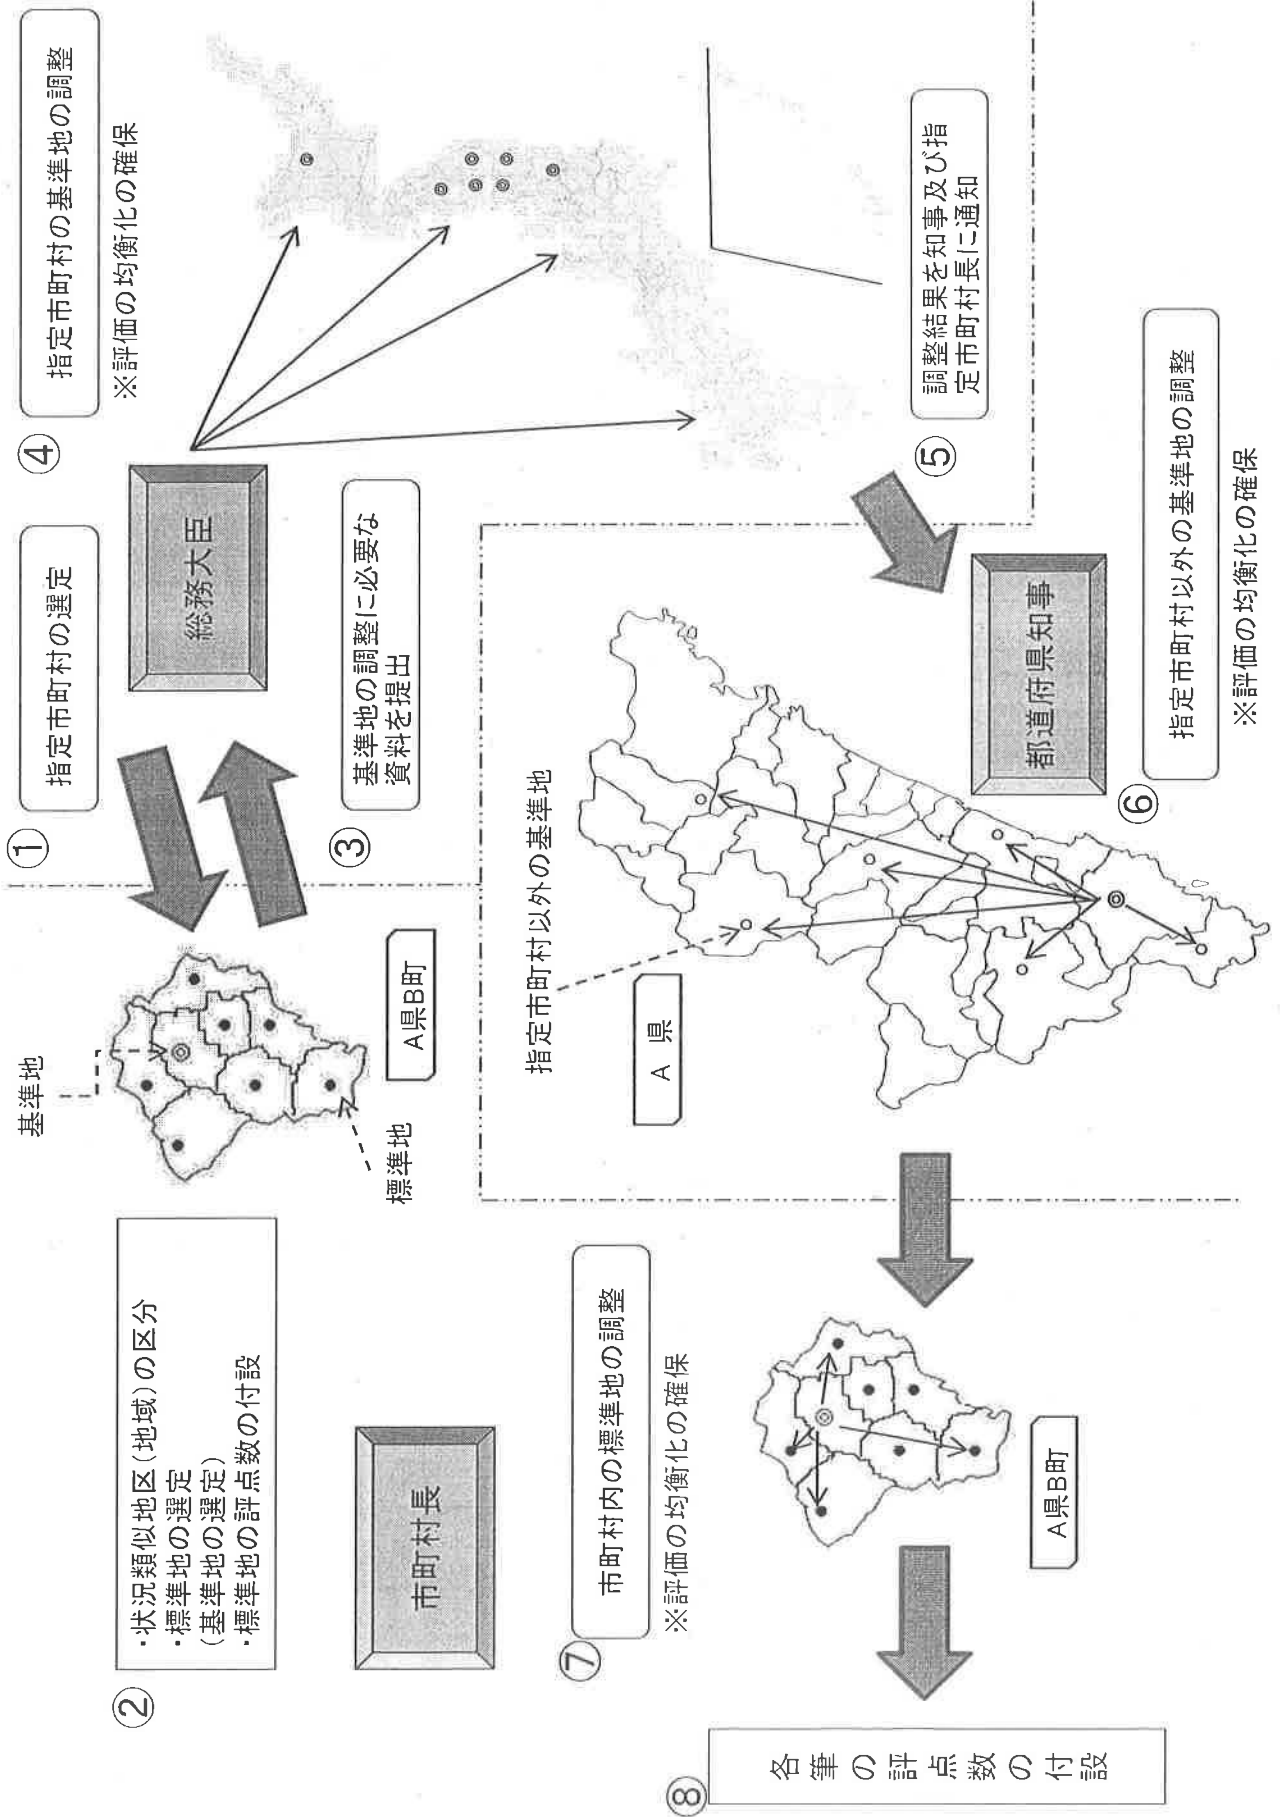 ①
指定市町村の選定
総務大臣
④
指定市町村の基準地の調整
※評価の均衡化の確保
②
・状況類似地区(地域)の区分
・標準地の選定
(基準地の選定)
・標準地の評点数の付設
市町村長
基準地
標準地
A県B町
③
基準地の調整に必要な
資料を提出
⑤
調整結果を知事及び指
定市町村長に通知
指定市町村以外の基準地
A 県
都道府県知事
⑥
指定市町村以外の基準地の調整
※評価の均衡化の確保
⑦
市町村内の標準地の調整
※評価の均衡化の確保
A県B町
⑧
各筆の評点数の付設